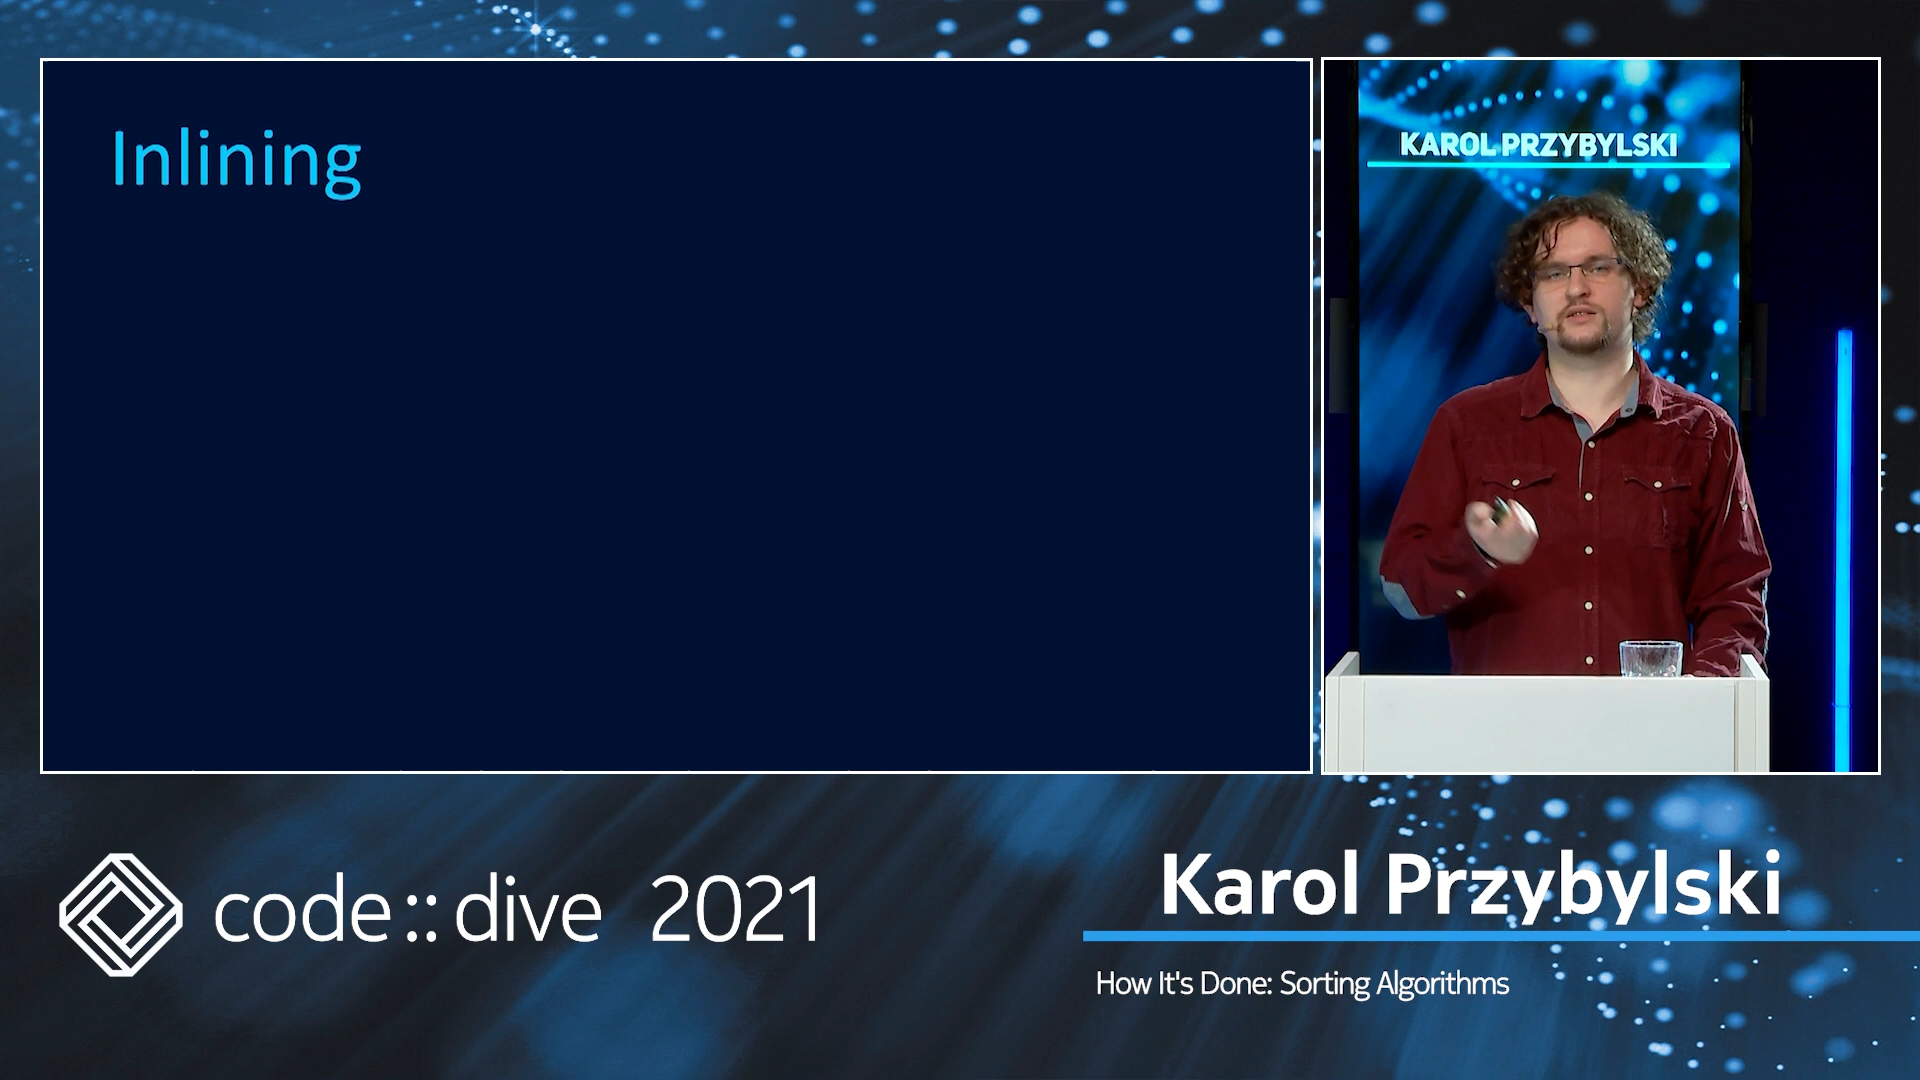 Inlining
KAROL PRZYBYLSKI
code::dive 2021
Karol Przybylski
How It's Done: Sorting Algorithms